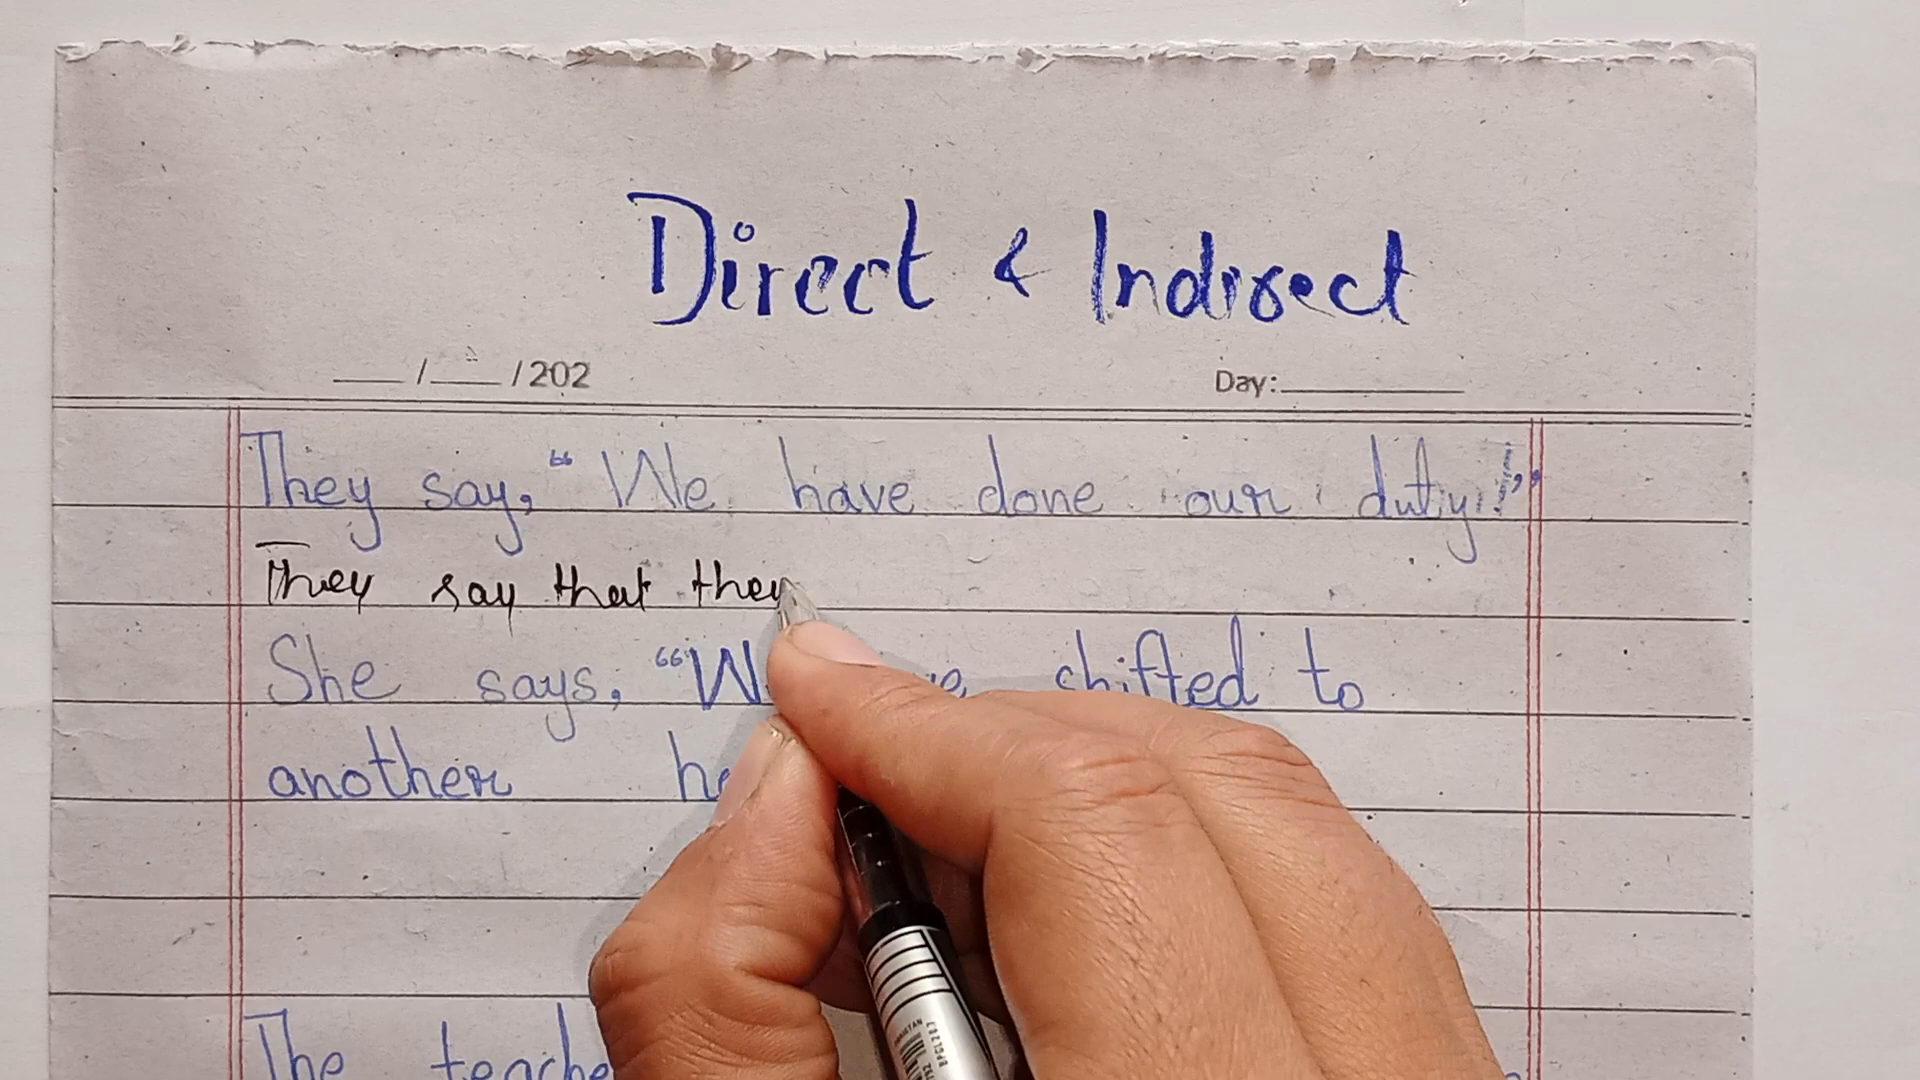 Direct & Indirect
/ / 202 Day:
They say, “We have done our duty!”
They say that they
She says, “We shifted to
another
The